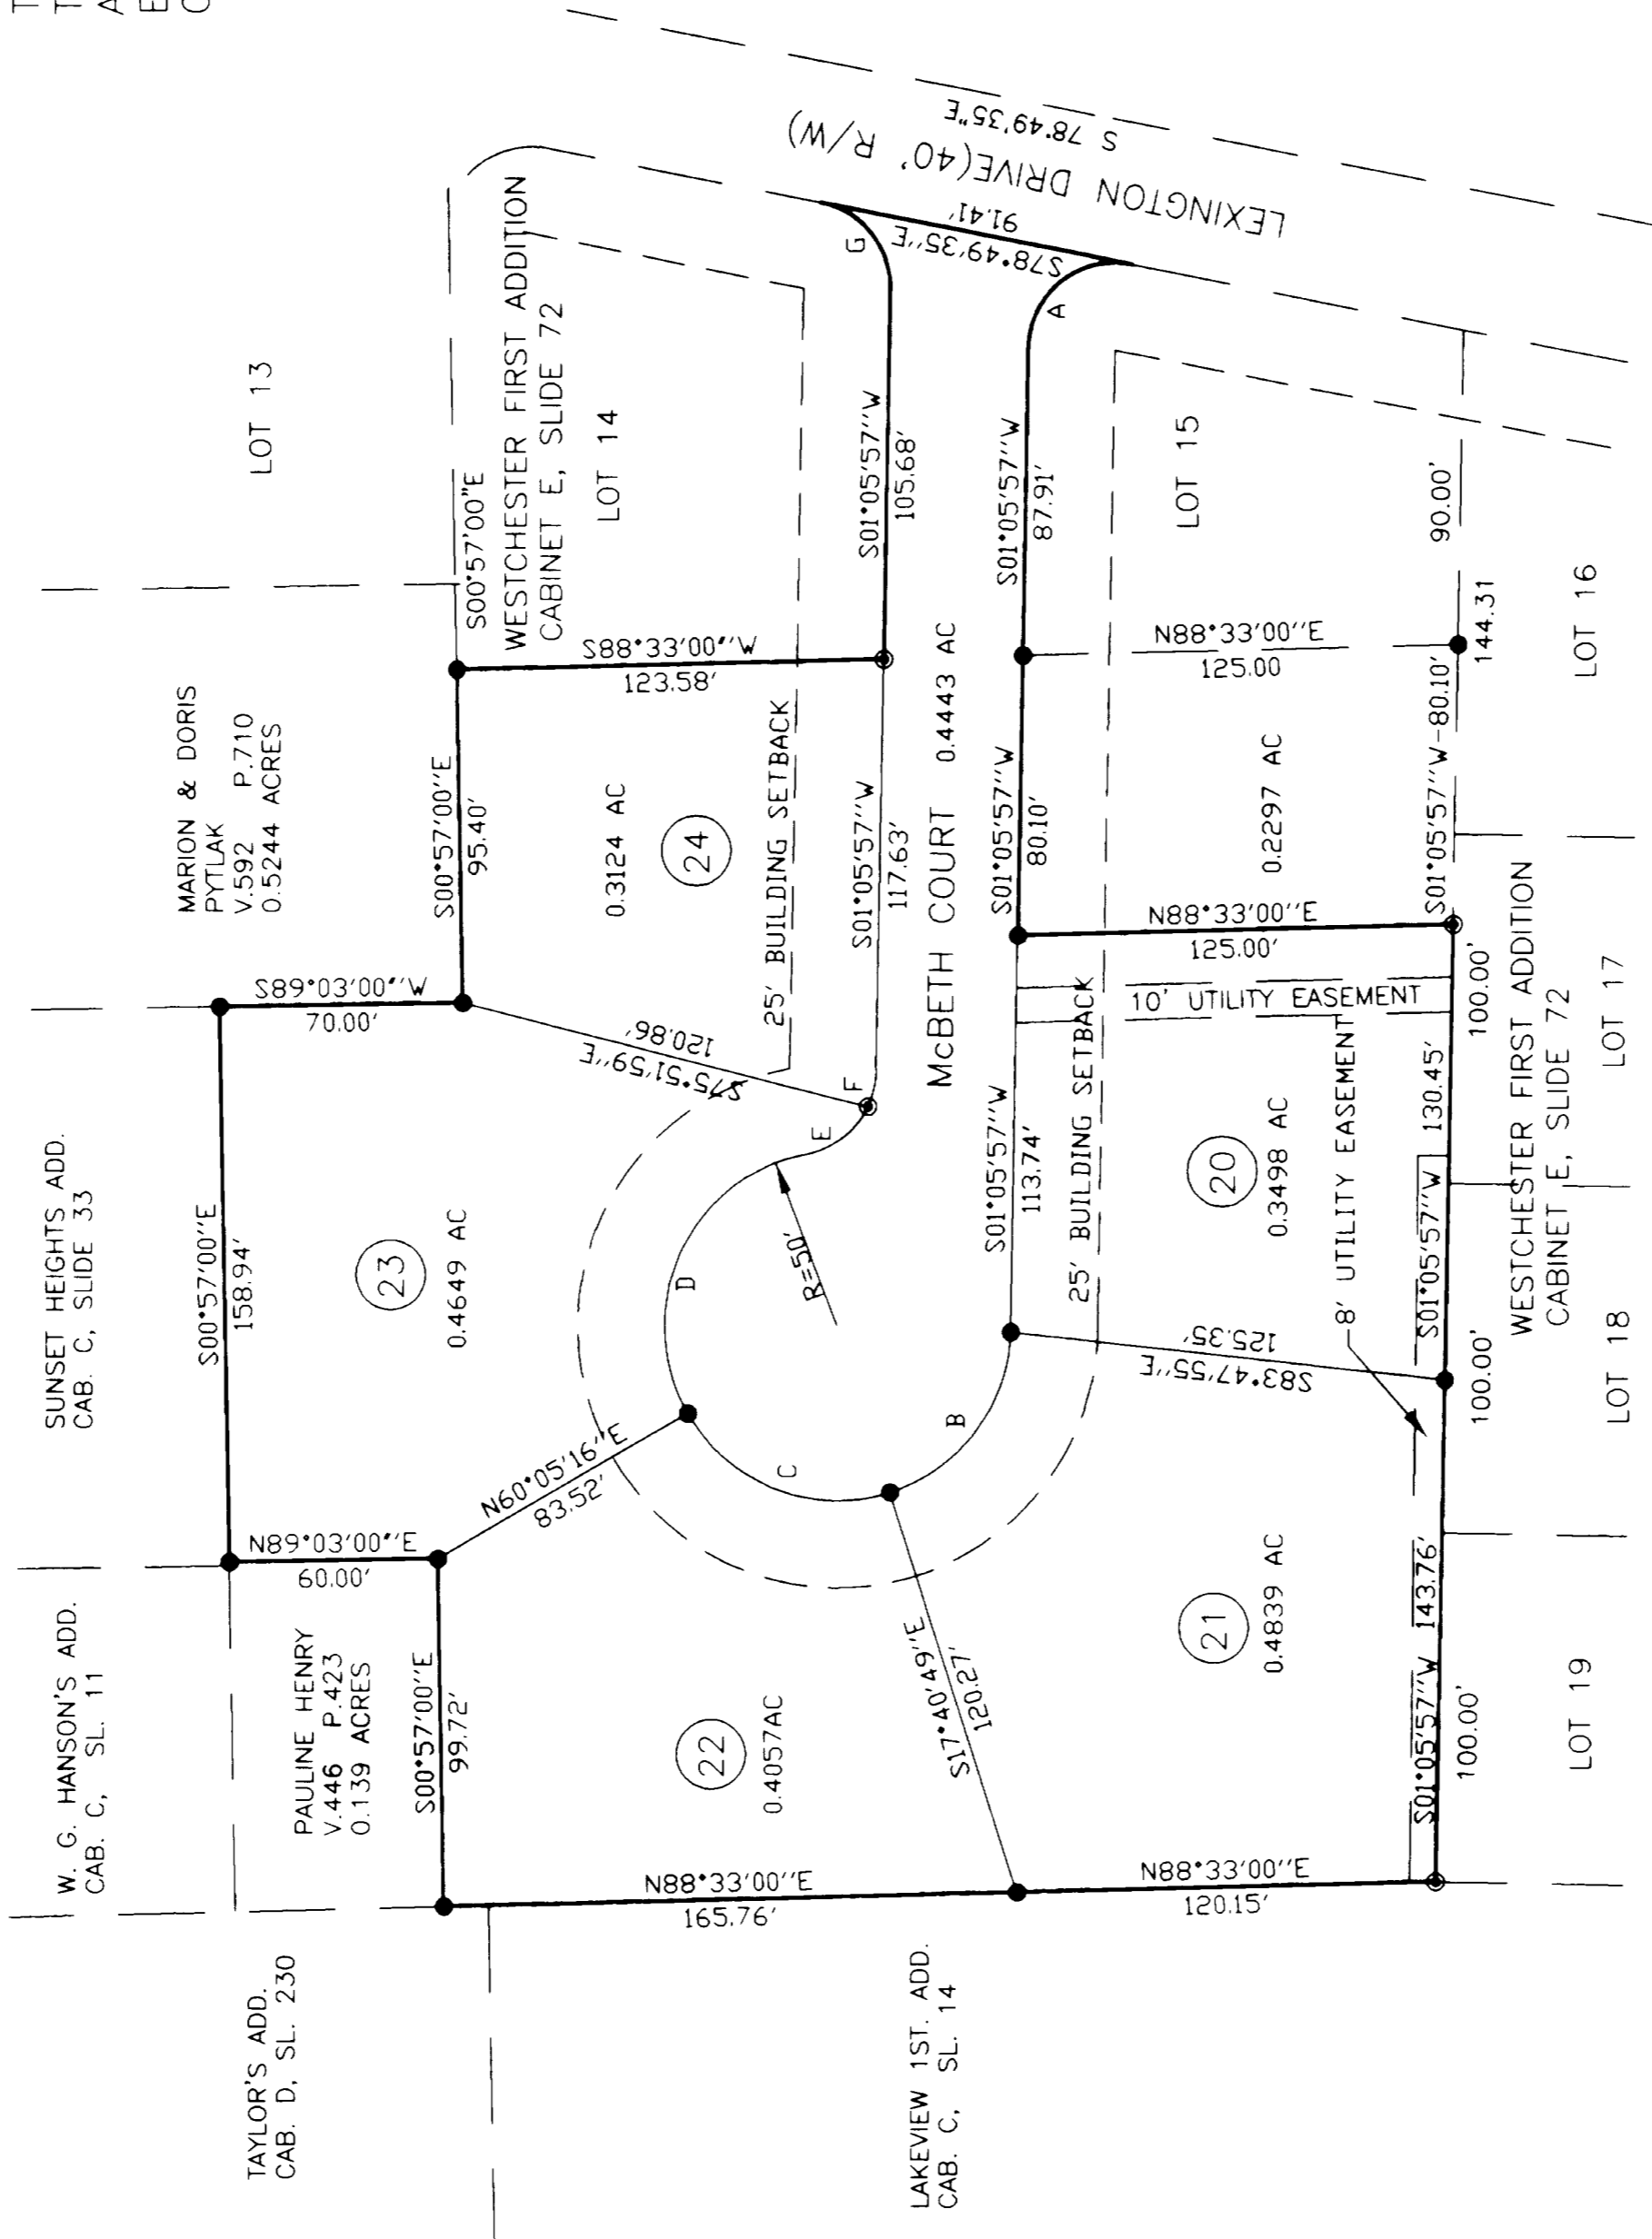 T
T
A
E
C
W. G. HANSON'S ADD.
CAB. C, SL. 11
SUNSET HEIGHTS ADD.
CAB. C, SLIDE 33
MARION & DORIS
PYTLAK
V.592 P.710
0.5244 ACRES
LOT 13
TAYLOR'S ADD.
CAB. D, SL. 230
PAULINE HENRY
V.446 P.423
0.139 ACRES
N89°03'00"E
60.00'
S00°57'00"E
158.94'
S89°03'00"W
70.00'
S00°57'00"E
99.72'
S00°57'00"E
95.40'
S00°57'00"E
WESTCHESTER FIRST ADDITION
CABINET E, SLIDE 72
LOT 14
23
0.4649 AC
N60°05'16"E
83.52'
S75°51'59"E
120.86'
0.3124 AC
24
25' BUILDING SETBACK
S88°33'00"W
123.58'
22
0.4057AC
N88°33'00"E
165.76'
C
D
E
F
B
R=50'
S01°05'57"W
117.63'
S01°05'57"W
105.68'
G
S78°49'35"E
91.41'
A
LEXINGTON DRIVE(40' R/W)
S 78°49'35"E
McBETH COURT 0.4443 AC
S17°40'49"E
120.27'
S01°05'57"W
113.74'
S01°05'57"W
80.10'
S01°05'57"W
87.91'
25' BUILDING SETBACK
LAKEVIEW 1ST. ADD.
CAB. C, SL. 14
N88°33'00"E
120.15'
21
0.4839 AC
S83°47'55"E
125.35'
20
0.3498 AC
10' UTILITY EASEMENT
N88°33'00"E
125.00'
0.2297 AC
N88°33'00"E
125.00
LOT 15
8' UTILITY EASEMENT
S01°05'57"W 143.76'
S01°05'57"W 130.45'
S01°05'57"W-80.10'
90.00'
100.00'
100.00'
100.00'
144.31
WESTCHESTER FIRST ADDITION
CABINET E, SLIDE 72
LOT 19
LOT 18
LOT 17
LOT 16